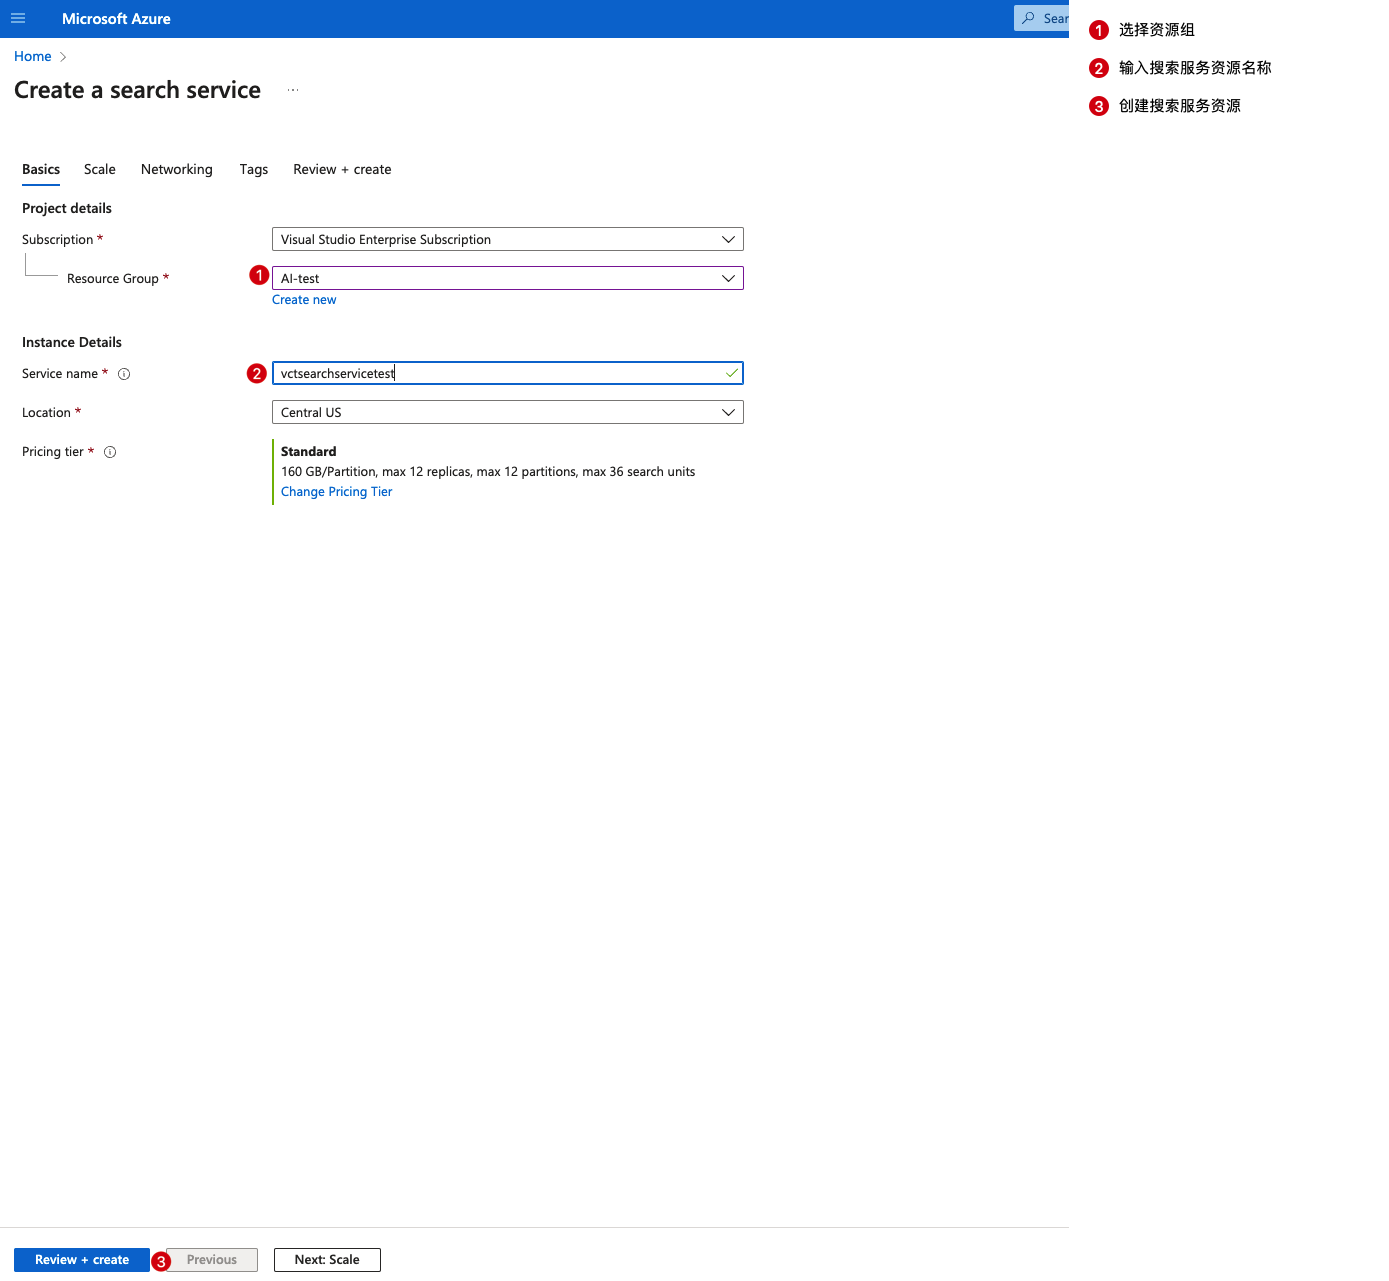 Microsoft Azure
Home
Create a search service
Basics Scale Networking Tags Review + create
Project details
Subscription *
Visual Studio Enterprise Subscription
Resource Group *
1
AI-test
Create new
Instance Details
Service name *
2
vctsearchservicetest
Location *
Central US
Pricing tier *
Standard
160 GB/Partition, max 12 replicas, max 12 partitions, max 36 search units
Change Pricing Tier
Review + create 3 Previous Next: Scale
Sear
1 选择资源组
2 输入搜索服务资源名称
3 创建搜索服务资源